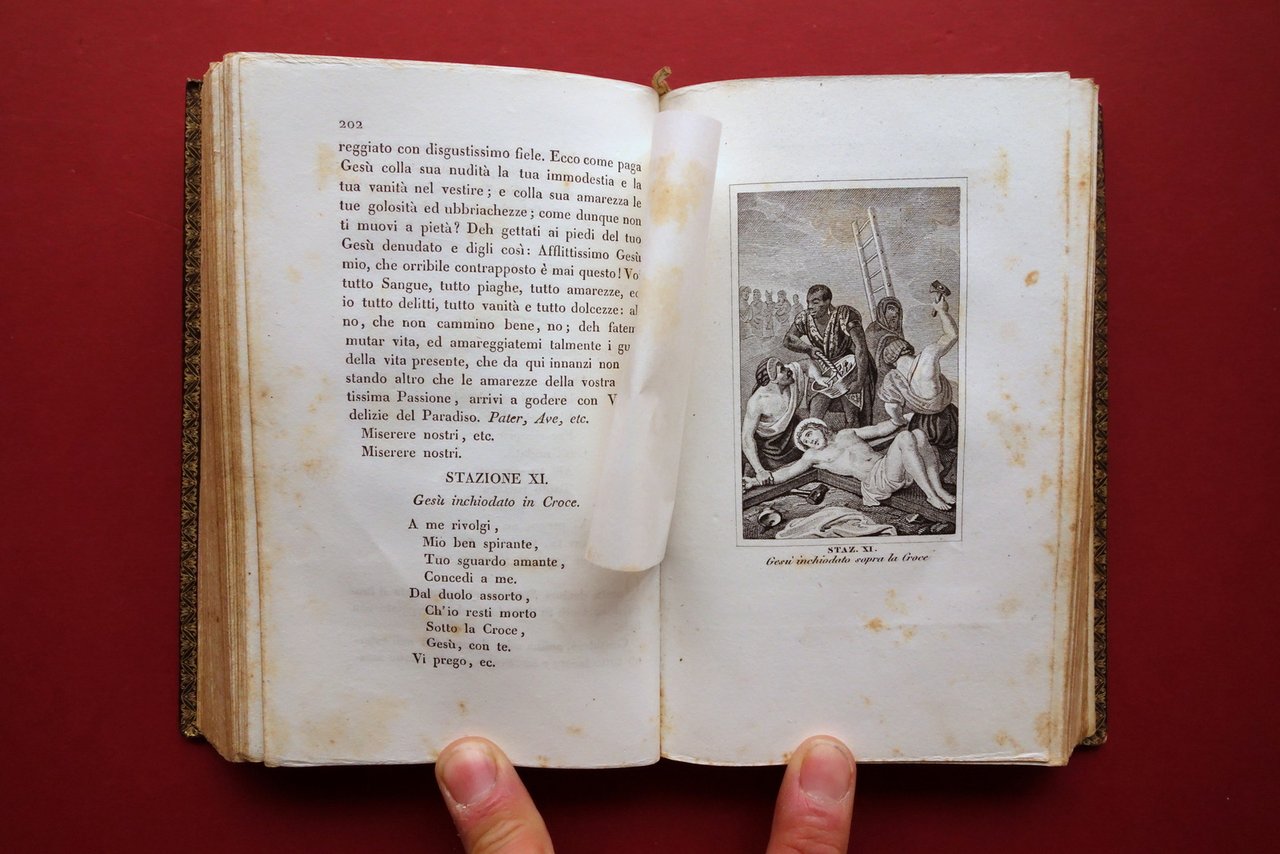 202
reggiato con disgustissimo fiele. Ecco come paga
Gesù colla sua nudità la tua immodestia e la
tua vanità nel vestire; e colla sua amarezza le
tue golosità ed ubbriachezze; come dunque non
ti muovi a pietà? Deh gettati ai piedi del tuo
Gesù denudato e digli così: Afflittissimo Gesù
mio, che orribile contrapposto è mai questo! Vo
tutto Sangue, tutto piaghe, tutto amarezze, ed
io tutto delitti, tutto vanità e tutto dolcezze: al
no, che non cammino bene, no; deh fatem
mutar vita, ed amareggiatemi talmente i gu
della vita presente, che da qui innanzi non
stando altro che le amarezze della vostra
tissima Passione, arrivi a godere con V
delizie del Paradiso. Pater, Ave, etc.
Miserere nostri, etc.
Miserere nostri.
STAZIONE XI.
Gesù inchiodato in Croce.
A me rivolgi,
Mio ben spirante,
Tuo sguardo amante,
Concedi a me.
Dal duolo assorto,
Ch'io resti morto
Sotto la Croce,
Gesù, con te.
Vi prego, ec.
STAZ. XI.
Gesù inchiodato sopra la Croce